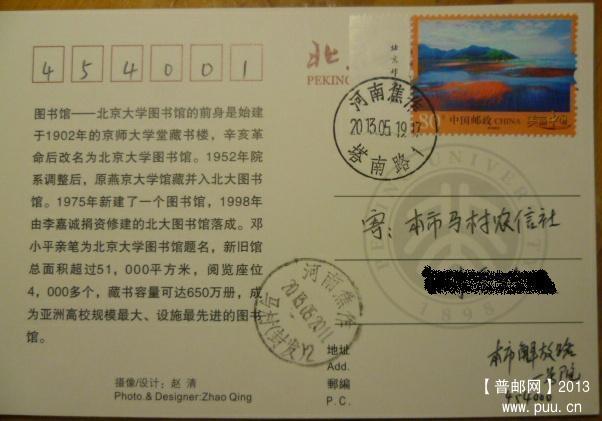 454001
北
PEKING
80
中国邮政 CHINA
河南焦作
2013.05.19.17
塔南路1
图书馆——北京大学图书馆的前身是始建
于1902年的京师大学堂藏书楼，辛亥革
命后改名为北京大学图书馆。1952年院
系调整后，原燕京大学馆藏并入北大图书
馆。1975年新建了一个图书馆，1998年
由李嘉诚捐资修建的北大图书馆落成。邓
小平亲笔为北京大学图书馆题名，新旧馆
总面积超过51，000平方米，阅览座位
4，000多个，藏书容量可达650万册，成
为亚洲高校规模最大、设施最先进的图书
馆。
寄：本市马村农信社
1898
河南焦作
2013.05.20.11
地址
Add.
邮编
P.C.
本市解放路
一号院
454000
摄像/设计：赵 清
Photo.& Designer:Zhao Qing
【普邮网】2013
www.puu.cn